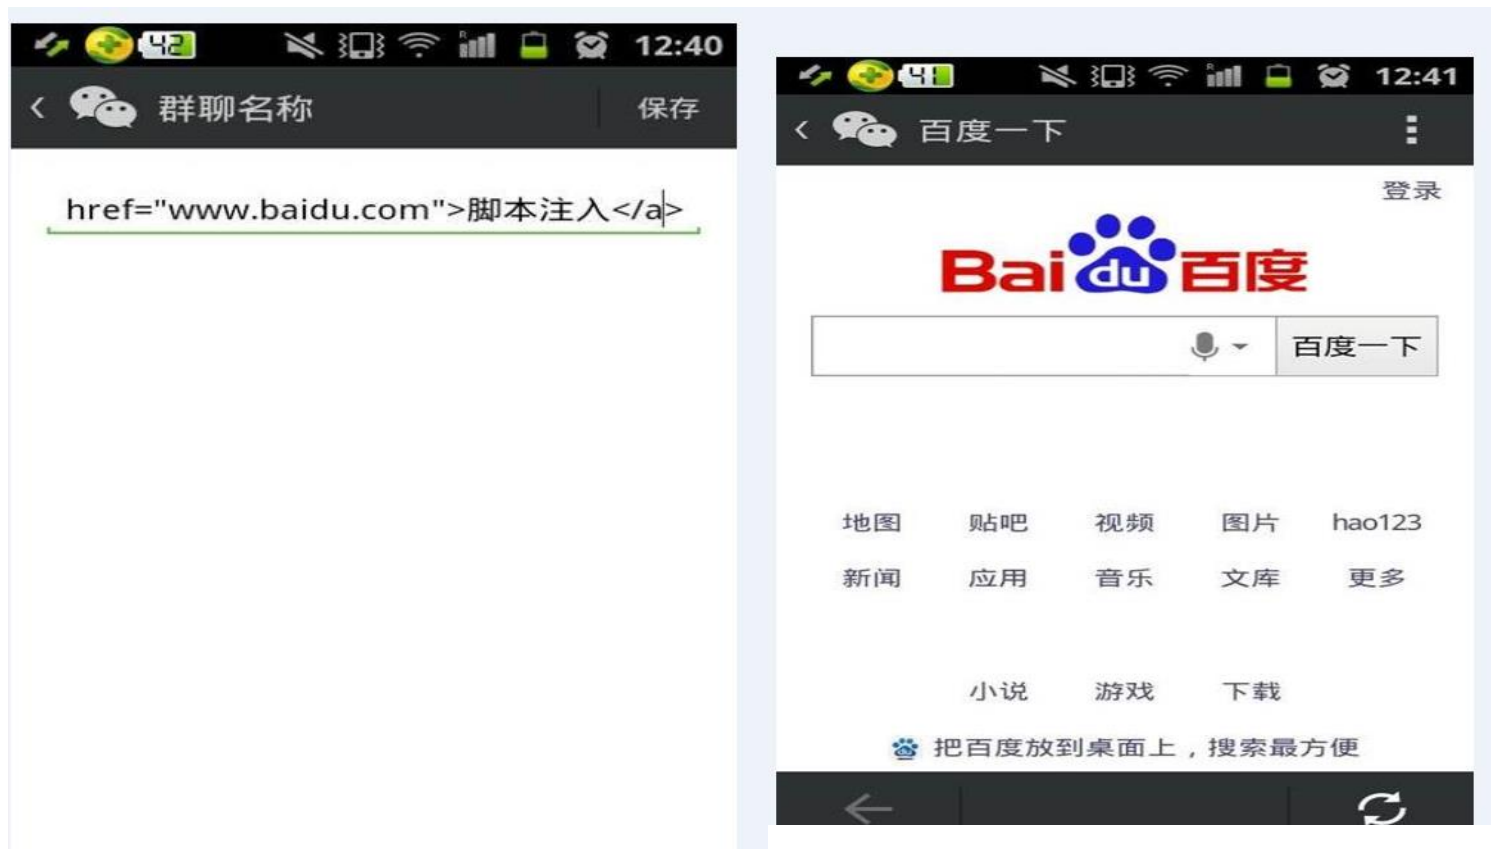 42 12:40
群聊名称 保存
href="www.baidu.com">脚本注入</a>
41 12:41
百度一下
登录
Bai du 百度
百度一下
地图 贴吧 视频 图片 hao123
新闻 应用 音乐 文库 更多
小说 游戏 下载
把百度放到桌面上，搜索最方便